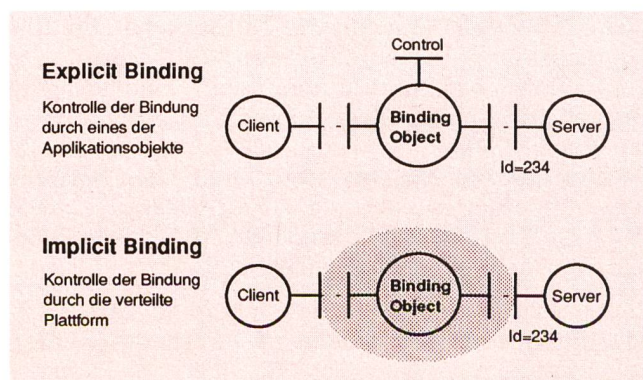 Control
Explicit Binding
Kontrolle der Bindung
durch eines der
Applikationsobjekte
Client
Binding
Object
Server
Id=234
Implicit Binding
Kontrolle der Bindung
durch die verteilte
Plattform
Client
Binding
Object
Server
Id=234